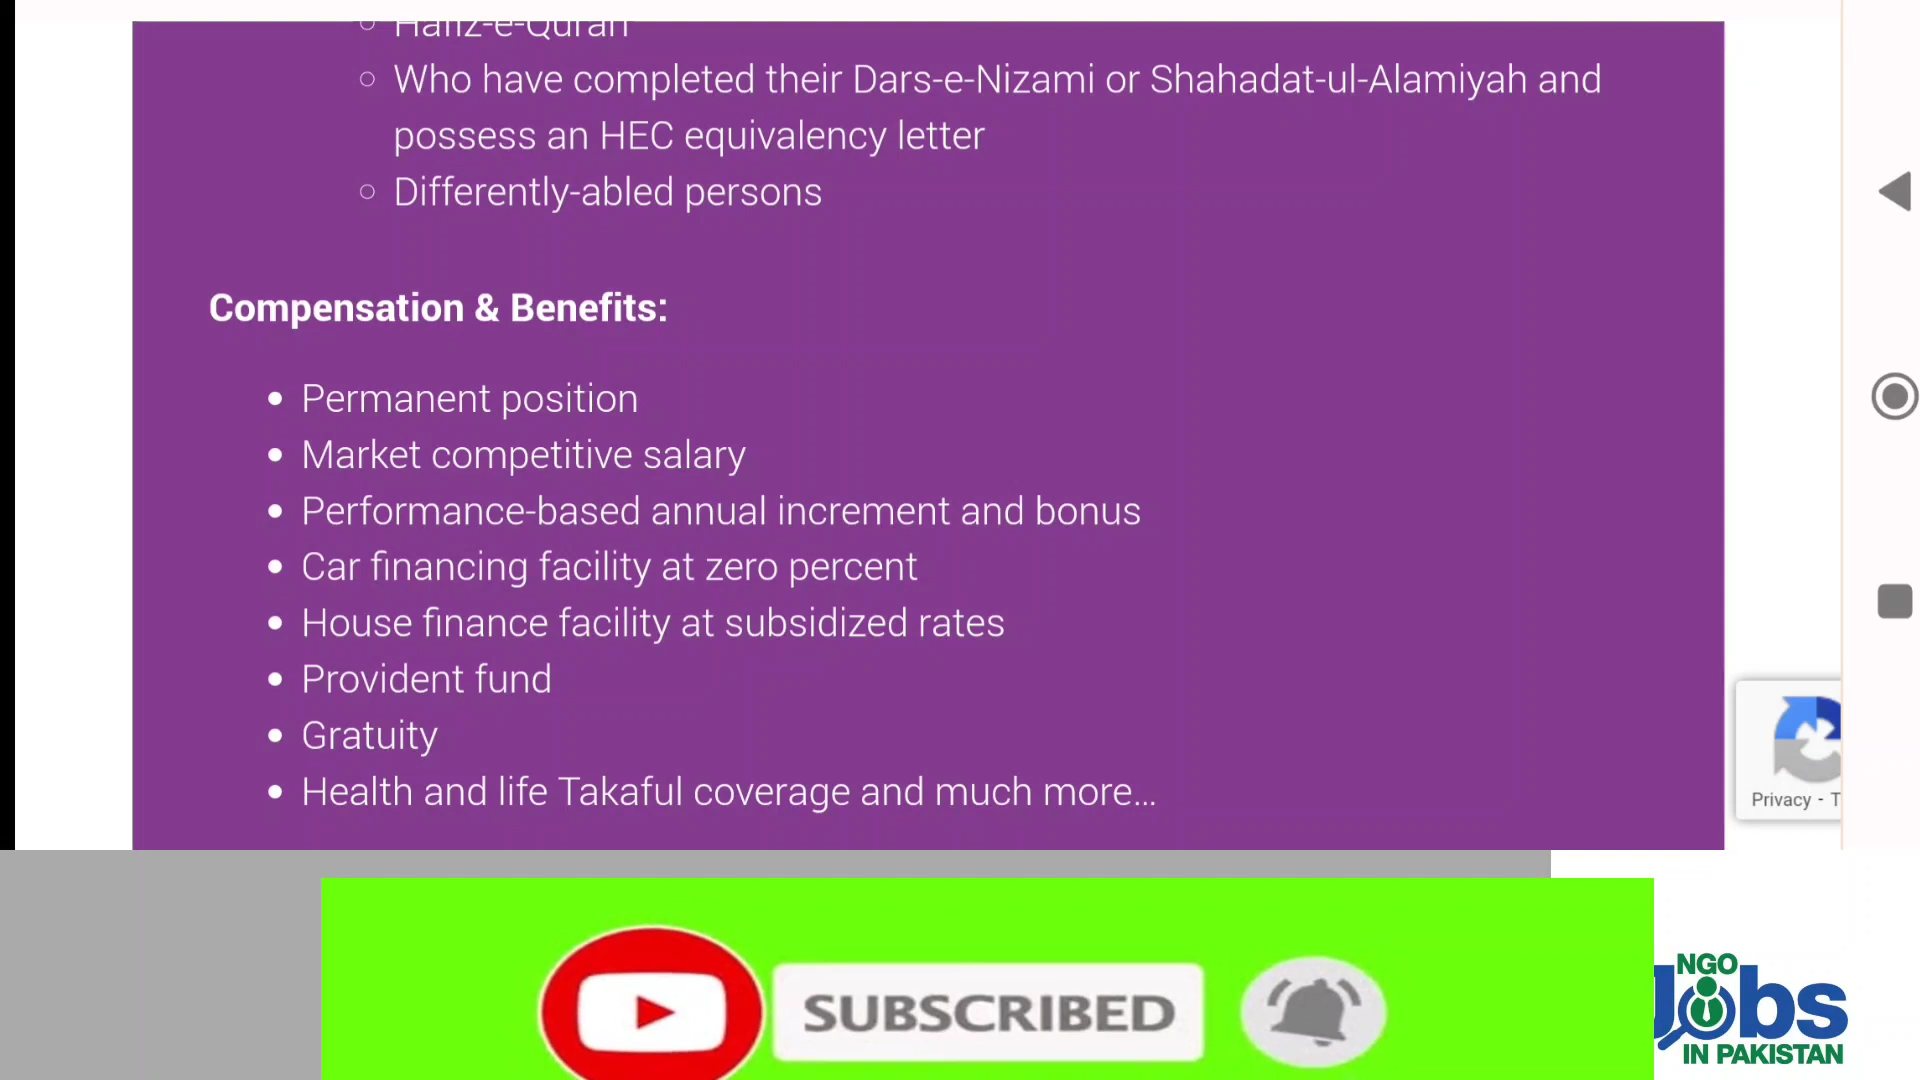 Hafiz-e-Quran
Who have completed their Dars-e-Nizami or Shahadat-ul-Alamiyah and
possess an HEC equivalency letter
Differently-abled persons
Compensation & Benefits:
Permanent position
Market competitive salary
Performance-based annual increment and bonus
Car financing facility at zero percent
House finance facility at subsidized rates
Provident fund
Gratuity
Health and life Takaful coverage and much more...
Privacy - T
SUBSCRIBED
NGO
Jobs
IN PAKISTAN